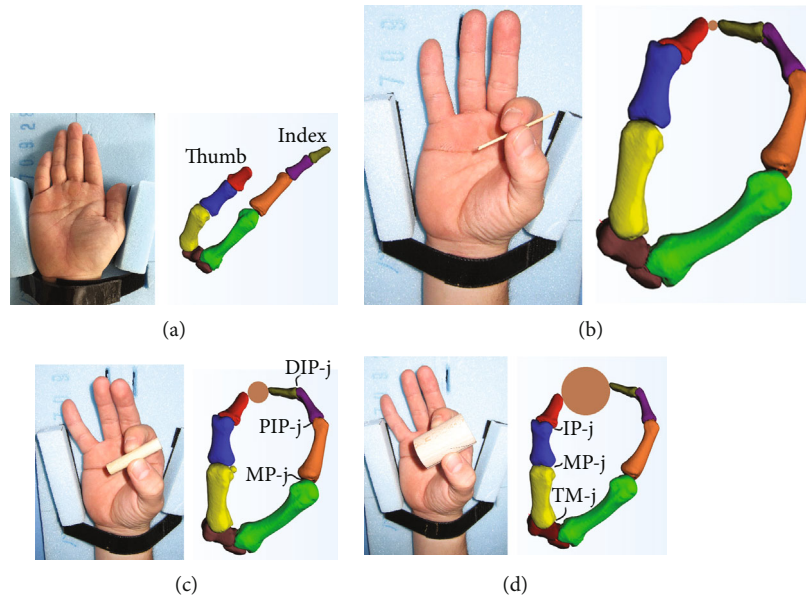 Thumb
Index
(a)
(b)
DIP-j
PIP-j
MP-j
(c)
IP-j
MP-j
TM-j
(d)